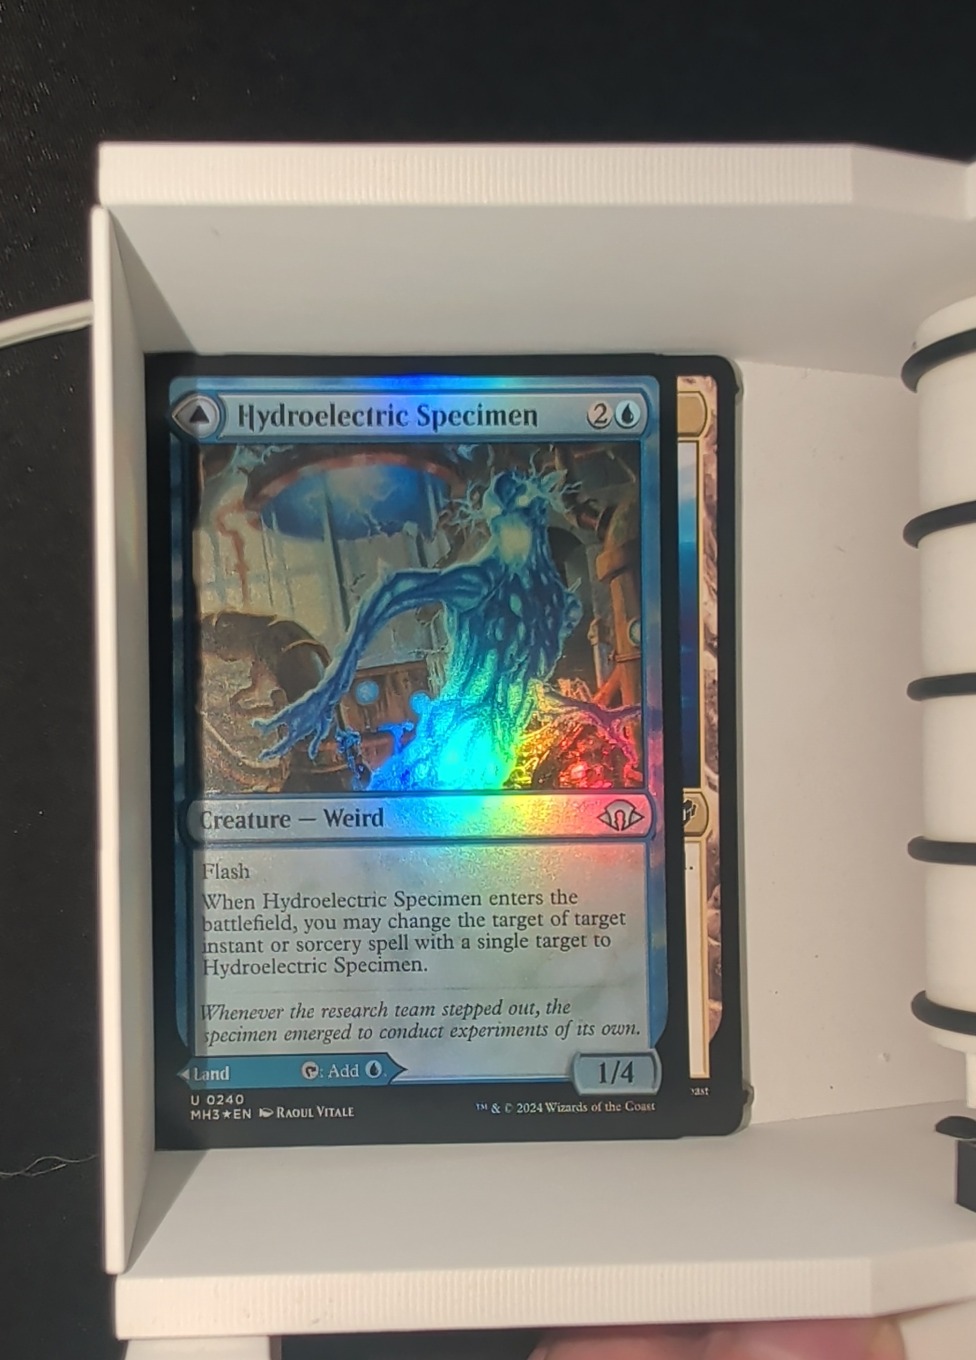 Hydroelectric Specimen 2
Creature — Weird
Flash
When Hydroelectric Specimen enters the
battlefield, you may change the target of target
instant or sorcery spell with a single target to
Hydroelectric Specimen.
Whenever the research team stepped out, the
specimen emerged to conduct experiments of its own.
Land : Add .
1/4
U 0240
MH3★EN RAOUL VITALE
™ & © 2024 Wizards of the Coast